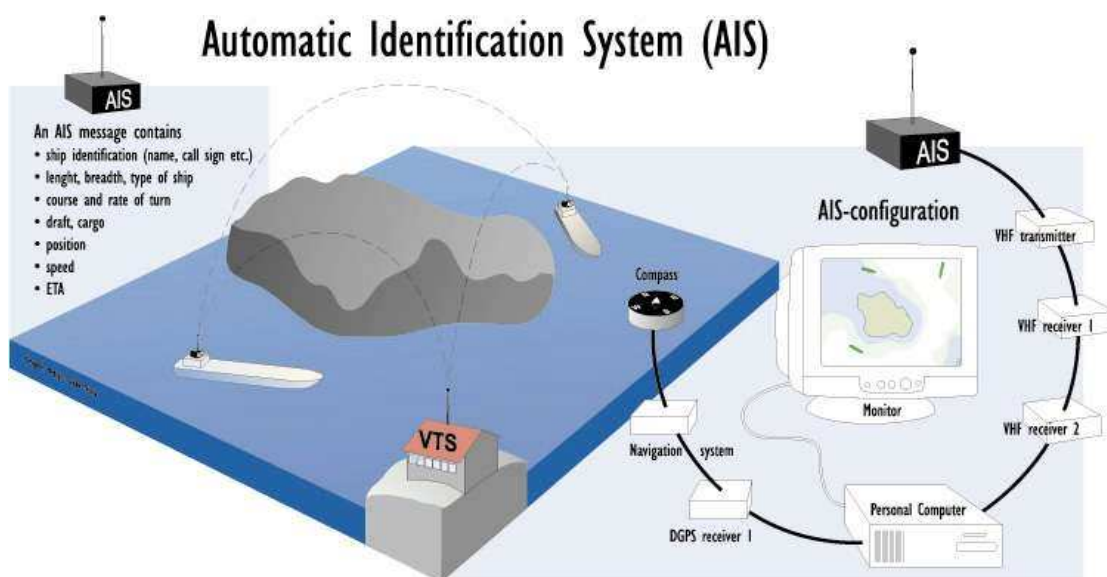 Automatic Identification System (AIS)
AIS
An AIS message contains
• ship identification (name, call sign etc.)
• lenght, breadth, type of ship
• course and rate of turn
• draft, cargo
• position
• speed
• ETA
VTS
AIS
AIS-configuration
VHF transmitter
Compass
VHF receiver 1
Monitor
VHF receiver 2
Navigation system
Personal Computer
DGPS receiver 1